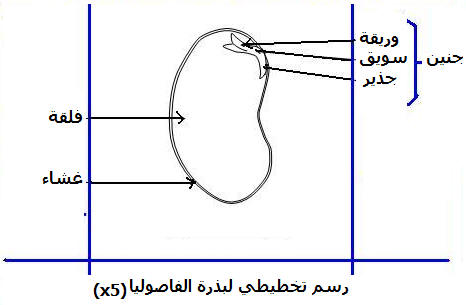 وريقة
سويق
جذير
جنين
فلقة
غشاء
رسم تخطيطي لبذرة الفاصوليا (x5)